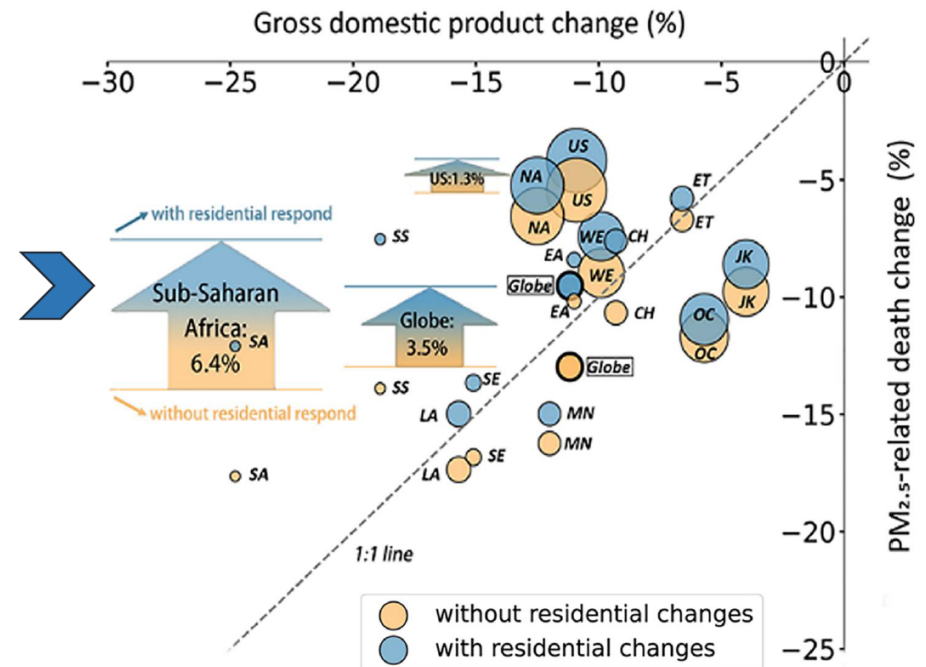 Gross domestic product change (%)
−30 −25 −20 −15 −10 −5 0
0
−5
−10
−15
−20
−25
PM₂.₅-related death change (%)
US
US
NA
NA
US:1.3%
ET
ET
with residential respond
SS
WE CH
EA
WE
JK
JK
Globe
EA
CH
OC
OC
Sub-Saharan
Africa:
6.4%
SA
Globe:
3.5%
Globe
SS
SE
without residential respond
LA
MN
MN
SE
LA
SA
1:1 line
without residential changes
with residential changes